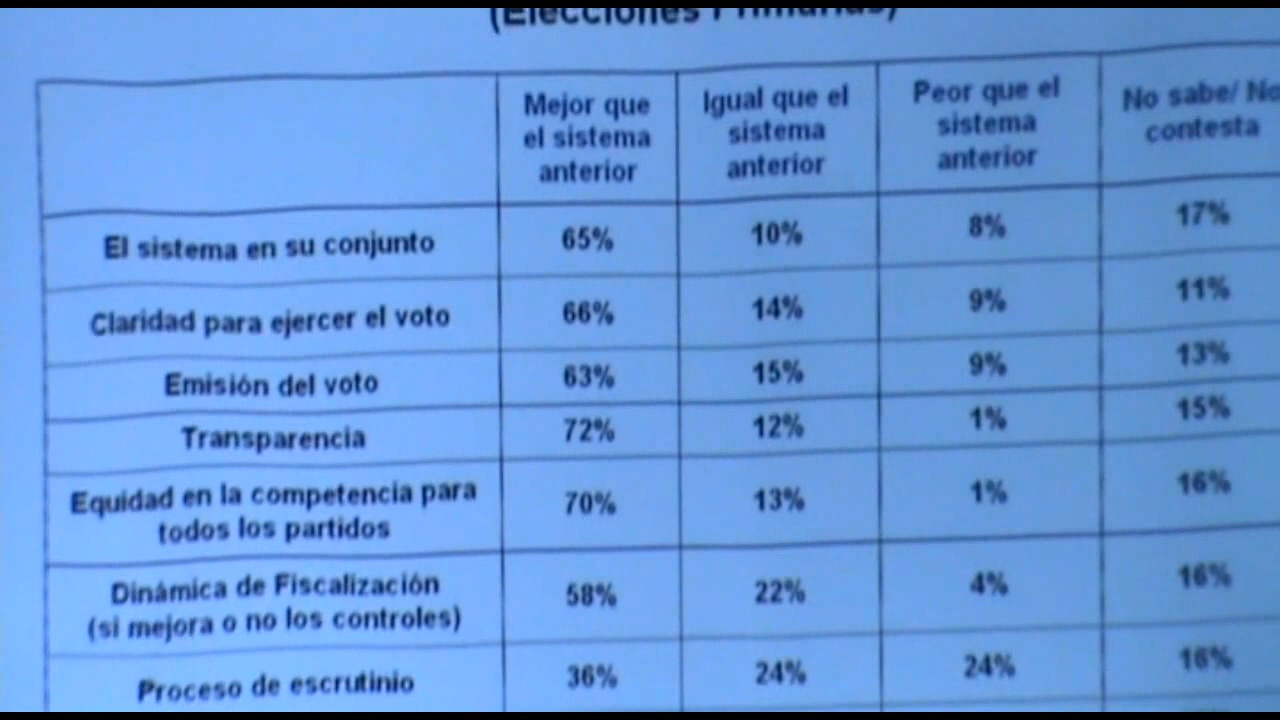 (Elecciones Primarias)
Mejor que el sistema anterior
Igual que el sistema anterior
Peor que el sistema anterior
No sabe/ No contesta
El sistema en su conjunto 65% 10% 8% 17%
Claridad para ejercer el voto 66% 14% 9% 11%
Emisión del voto 63% 15% 9% 13%
Transparencia 72% 12% 1% 15%
Equidad en la competencia para todos los partidos 70% 13% 1% 16%
Dinámica de Fiscalización (si mejora o no los controles) 58% 22% 4% 16%
Proceso de escrutinio 36% 24% 24% 16%